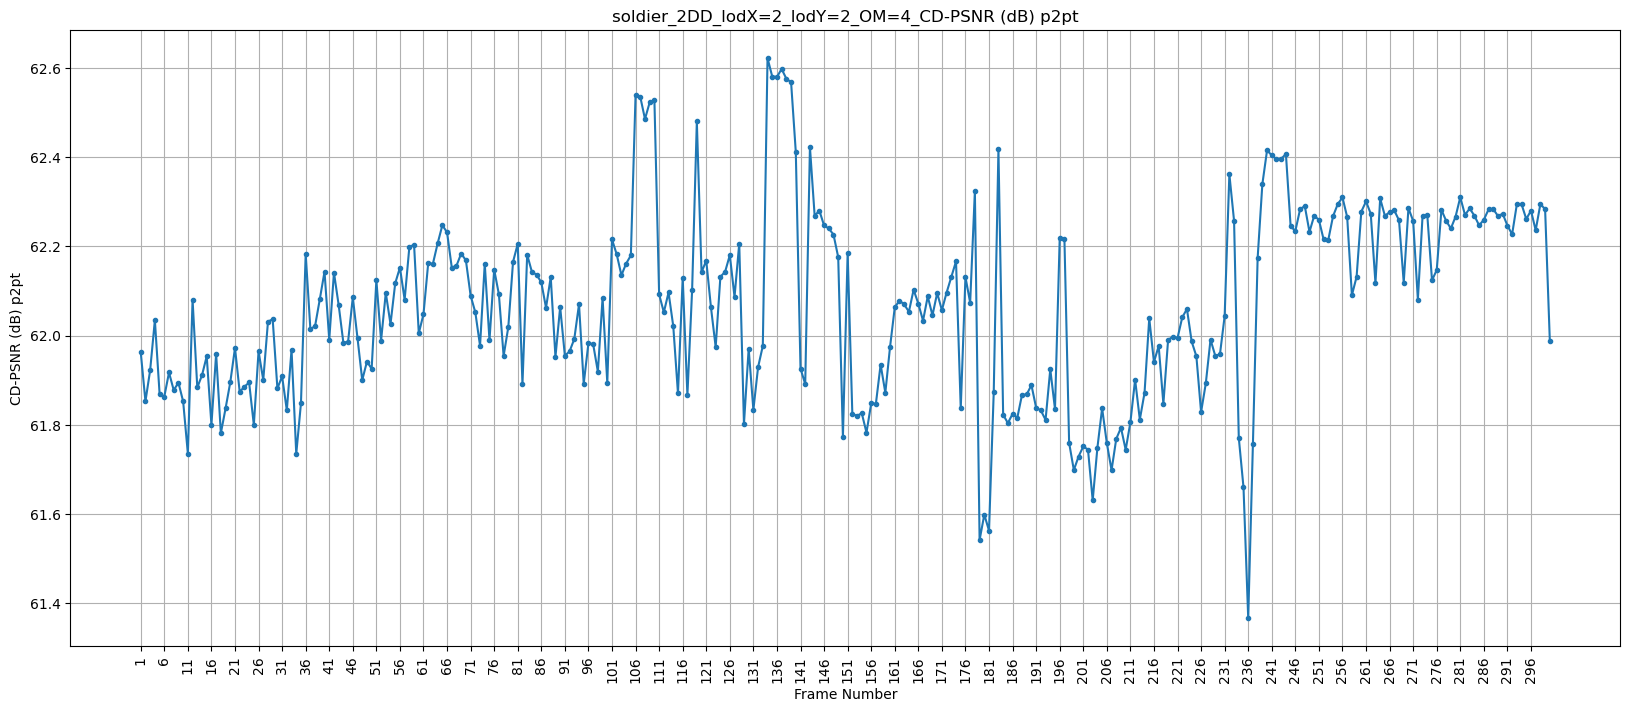 soldier_2DD_lodX=2_lodY=2_OM=4_CD-PSNR (dB) p2pt
CD-PSNR (dB) p2pt
62.6
62.4
62.2
62.0
61.8
61.6
61.4
1 6 11 16 21 26 31 36 41 46 51 56 61 66 71 76 81 86 91 96 101 106 111 116 121 126 131 136 141 146 151 156 161 166 171 176 181 186 191 196 201 206 211 216 221 226 231 236 241 246 251 256 261 266 271 276 281 286 291 296
Frame Number